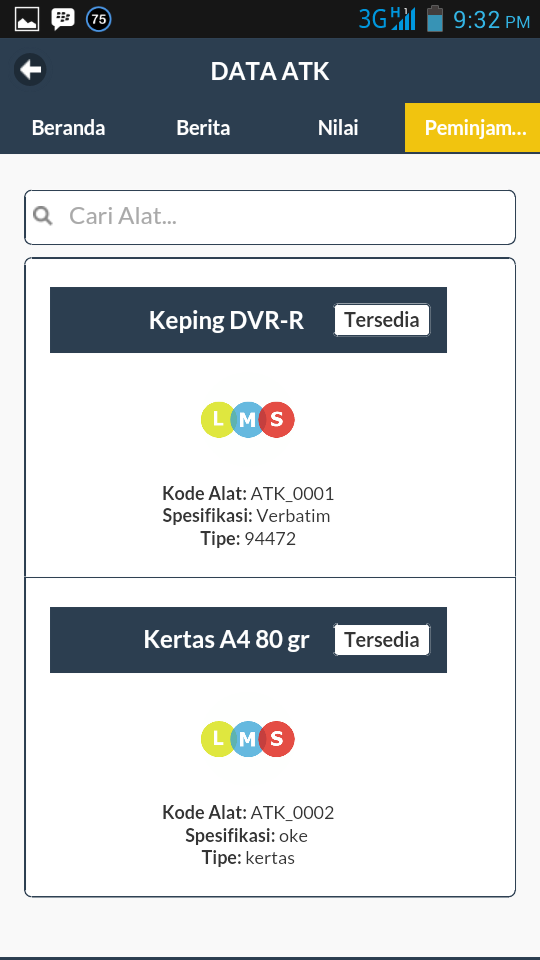 75 3G H 1 9:32 PM
DATA ATK
Beranda Berita Nilai Peminjam...
Cari Alat...
Keping DVR-R Tersedia
L M S
Kode Alat: ATK_0001
Spesifikasi: Verbatim
Tipe: 94472
Kertas A4 80 gr Tersedia
L M S
Kode Alat: ATK_0002
Spesifikasi: oke
Tipe: kertas